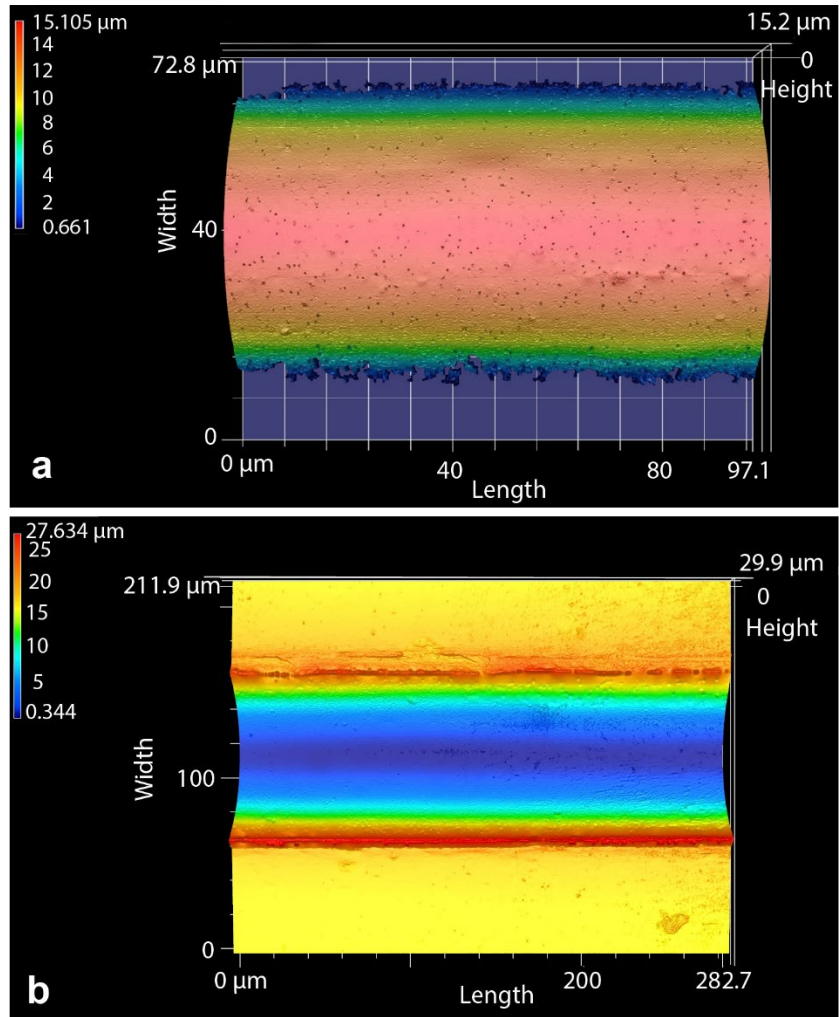 15.105 µm
14
12
10
8
6
4
2
0.661
15.2 µm
0
Height
72.8 µm
Width
40
0
0 µm
40
80
97.1
Length
a
27.634 µm
25
20
15
10
5
0.344
29.9 µm
0
Height
211.9 µm
Width
100
0
0 µm
200
282.7
Length
b